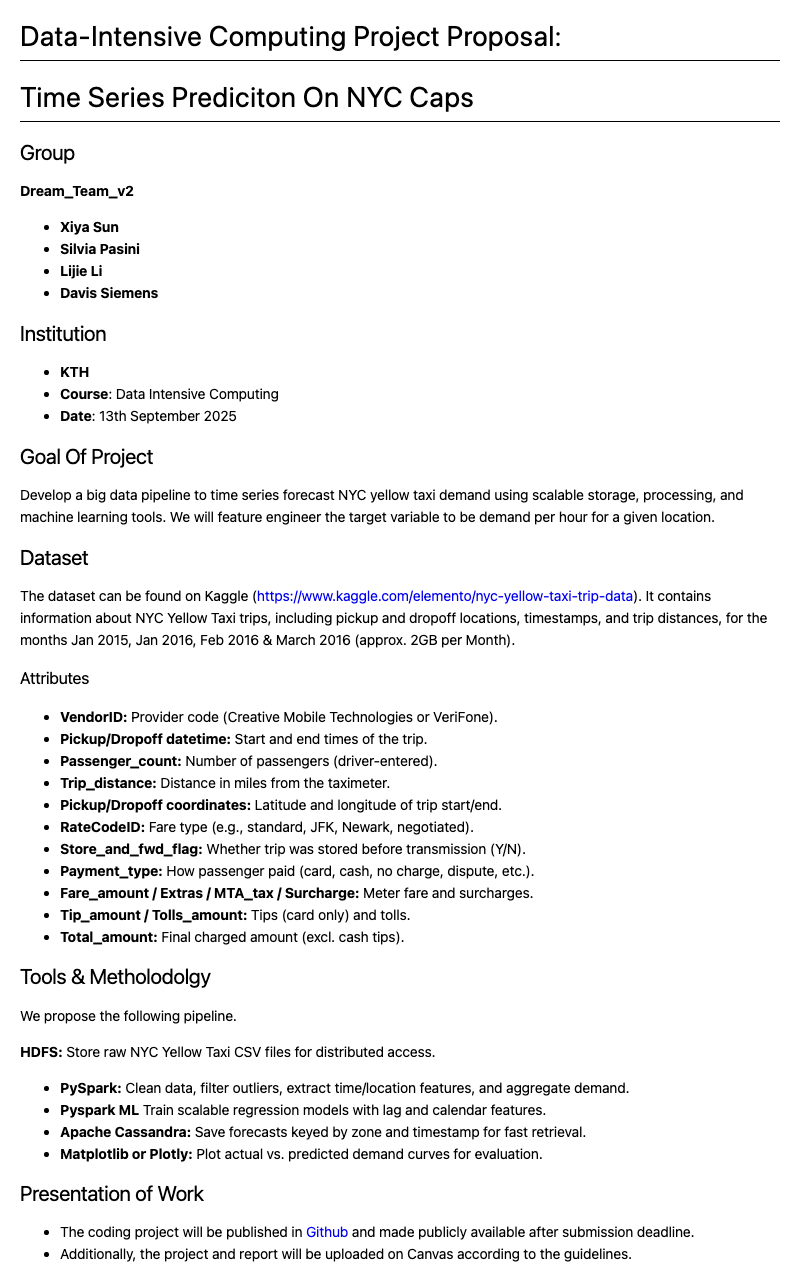 Data-Intensive Computing Project Proposal:
Time Series Prediciton On NYC Caps
Group
Dream_Team_v2
• Xiya Sun
• Silvia Pasini
• Lijie Li
• Davis Siemens
Institution
• KTH
• Course: Data Intensive Computing
• Date: 13th September 2025
Goal Of Project
Develop a big data pipeline to time series forecast NYC yellow taxi demand using scalable storage, processing, and
machine learning tools. We will feature engineer the target variable to be demand per hour for a given location.
Dataset
The dataset can be found on Kaggle (https://www.kaggle.com/elemento/nyc-yellow-taxi-trip-data). It contains
information about NYC Yellow Taxi trips, including pickup and dropoff locations, timestamps, and trip distances, for the
months Jan 2015, Jan 2016, Feb 2016 & March 2016 (approx. 2GB per Month).
Attributes
• VendorID: Provider code (Creative Mobile Technologies or VeriFone).
• Pickup/Dropoff datetime: Start and end times of the trip.
• Passenger_count: Number of passengers (driver-entered).
• Trip_distance: Distance in miles from the taximeter.
• Pickup/Dropoff coordinates: Latitude and longitude of trip start/end.
• RateCodeID: Fare type (e.g., standard, JFK, Newark, negotiated).
• Store_and_fwd_flag: Whether trip was stored before transmission (Y/N).
• Payment_type: How passenger paid (card, cash, no charge, dispute, etc.).
• Fare_amount / Extras / MTA_tax / Surcharge: Meter fare and surcharges.
• Tip_amount / Tolls_amount: Tips (card only) and tolls.
• Total_amount: Final charged amount (excl. cash tips).
Tools & Metholodolgy
We propose the following pipeline.
HDFS: Store raw NYC Yellow Taxi CSV files for distributed access.
• PySpark: Clean data, filter outliers, extract time/location features, and aggregate demand.
• Pyspark ML Train scalable regression models with lag and calendar features.
• Apache Cassandra: Save forecasts keyed by zone and timestamp for fast retrieval.
• Matplotlib or Plotly: Plot actual vs. predicted demand curves for evaluation.
Presentation of Work
• The coding project will be published in Github and made publicly available after submission deadline.
• Additionally, the project and report will be uploaded on Canvas according to the guidelines.